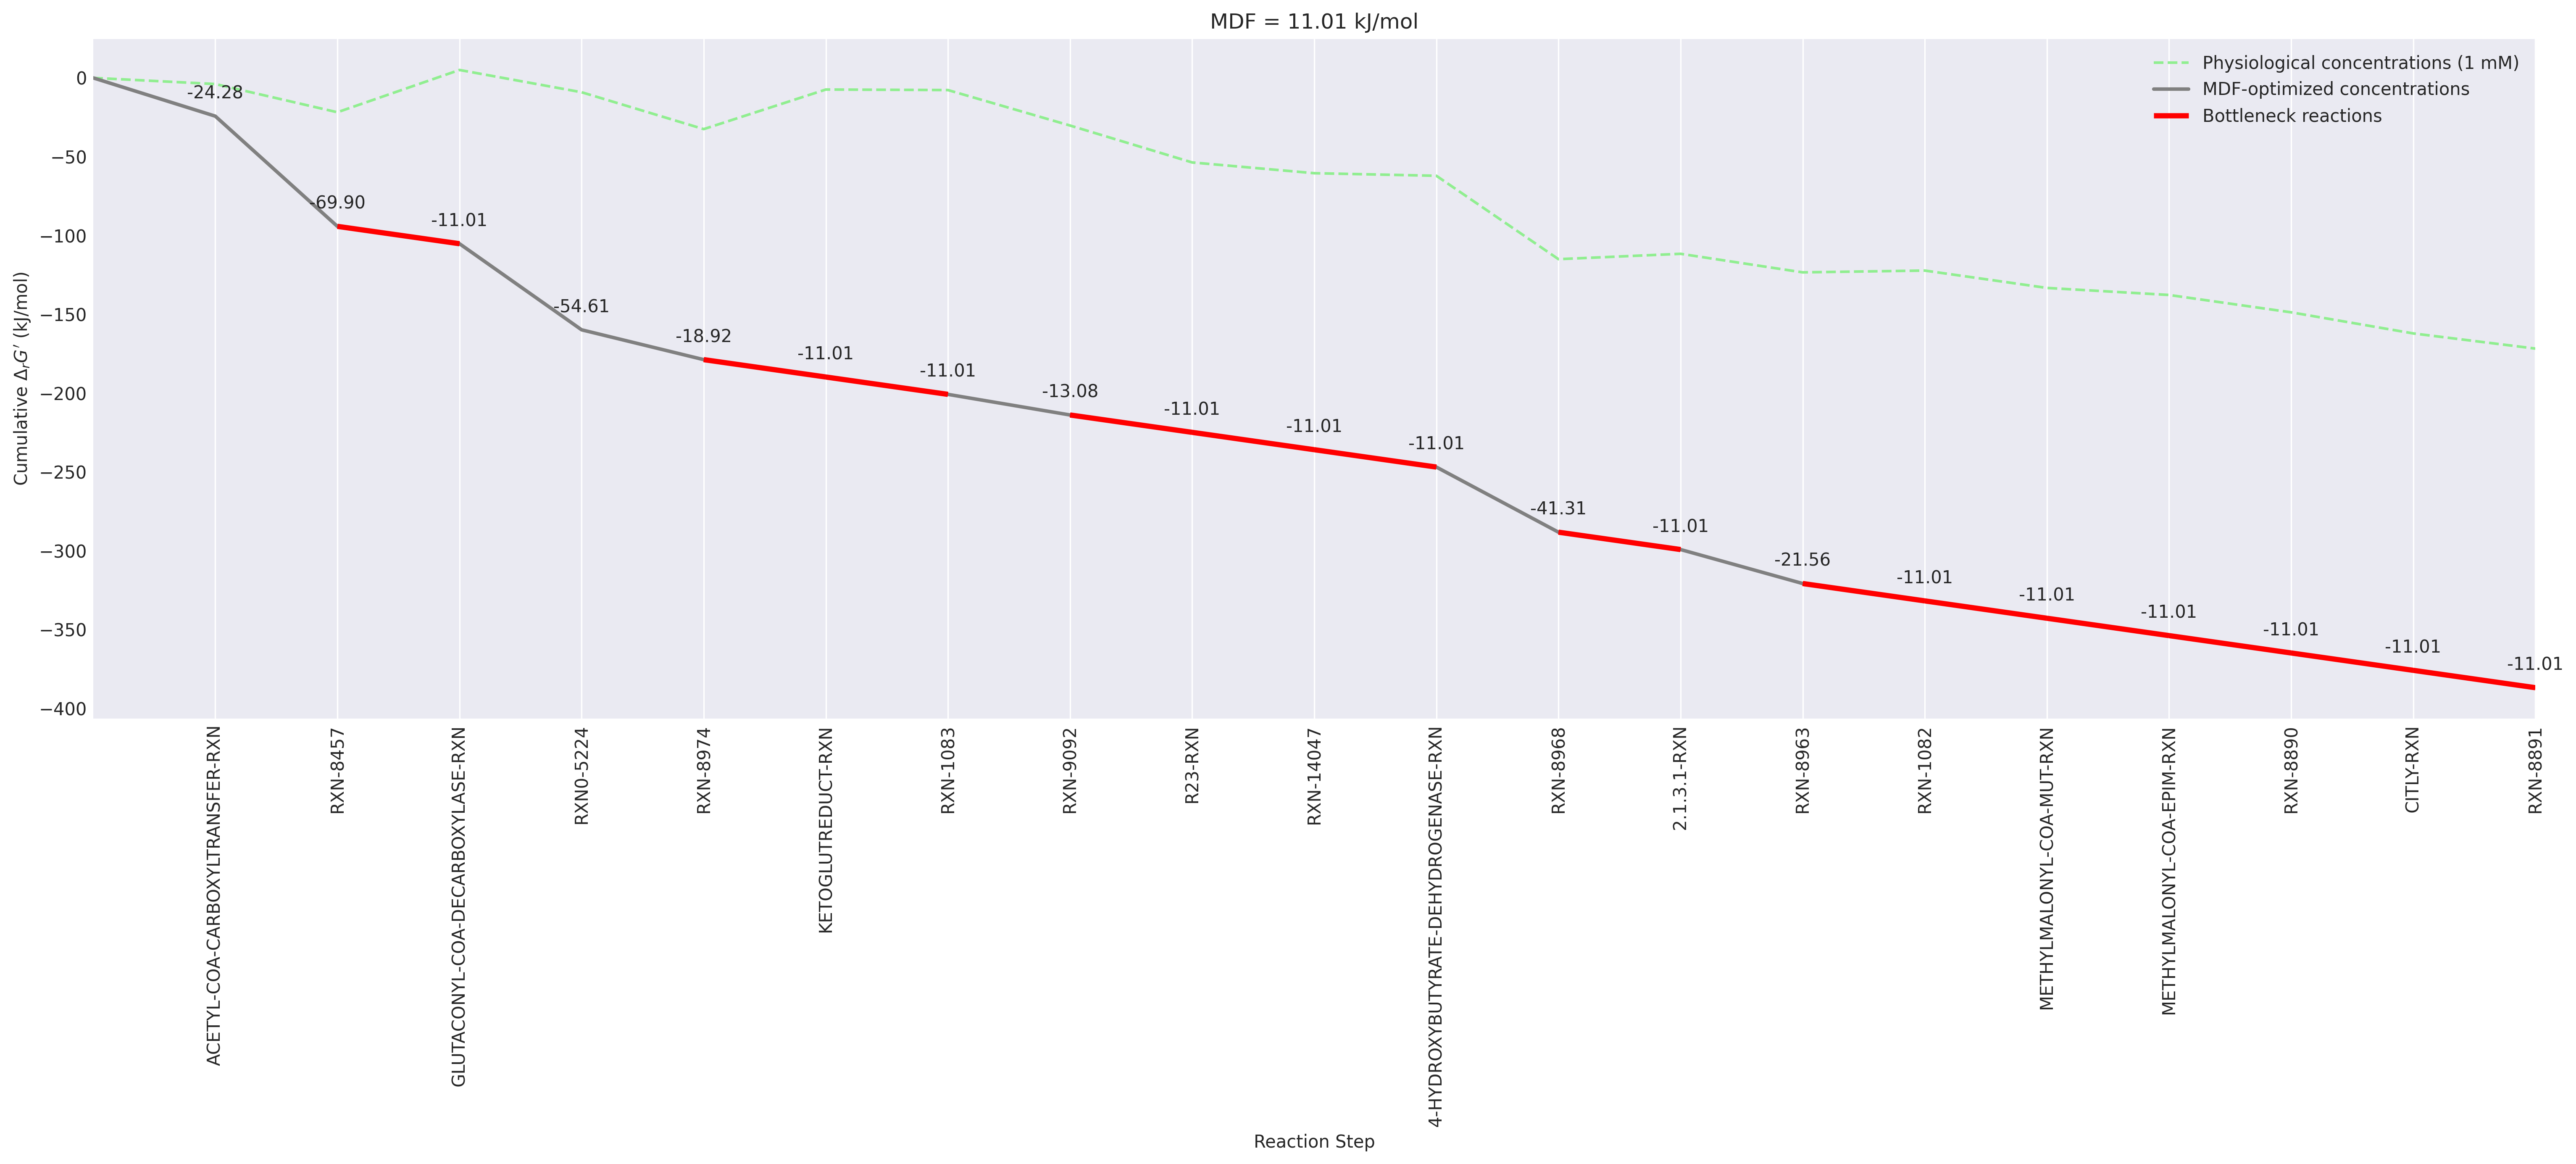 MDF = 11.01 kJ/mol
Physiological concentrations (1 mM)
MDF-optimized concentrations
Bottleneck reactions
Cumulative ΔrG′ (kJ/mol)
0
−50
−100
−150
−200
−250
−300
−350
−400
-24.28
-69.90
-11.01
-54.61
-18.92
-11.01
-11.01
-13.08
-11.01
-11.01
-11.01
-41.31
-11.01
-21.56
-11.01
-11.01
-11.01
-11.01
-11.01
-11.01
ACETYL-COA-CARBOXYLTRANSFER-RXN
RXN-8457
GLUTACONYL-COA-DECARBOXYLASE-RXN
RXN0-5224
RXN-8974
KETOGLUTREDUCT-RXN
RXN-1083
RXN-9092
R23-RXN
RXN-14047
4-HYDROXYBUTYRATE-DEHYDROGENASE-RXN
RXN-8968
2.1.3.1-RXN
RXN-8963
RXN-1082
METHYLMALONYL-COA-MUT-RXN
METHYLMALONYL-COA-EPIM-RXN
RXN-8890
CITLY-RXN
RXN-8891
Reaction Step